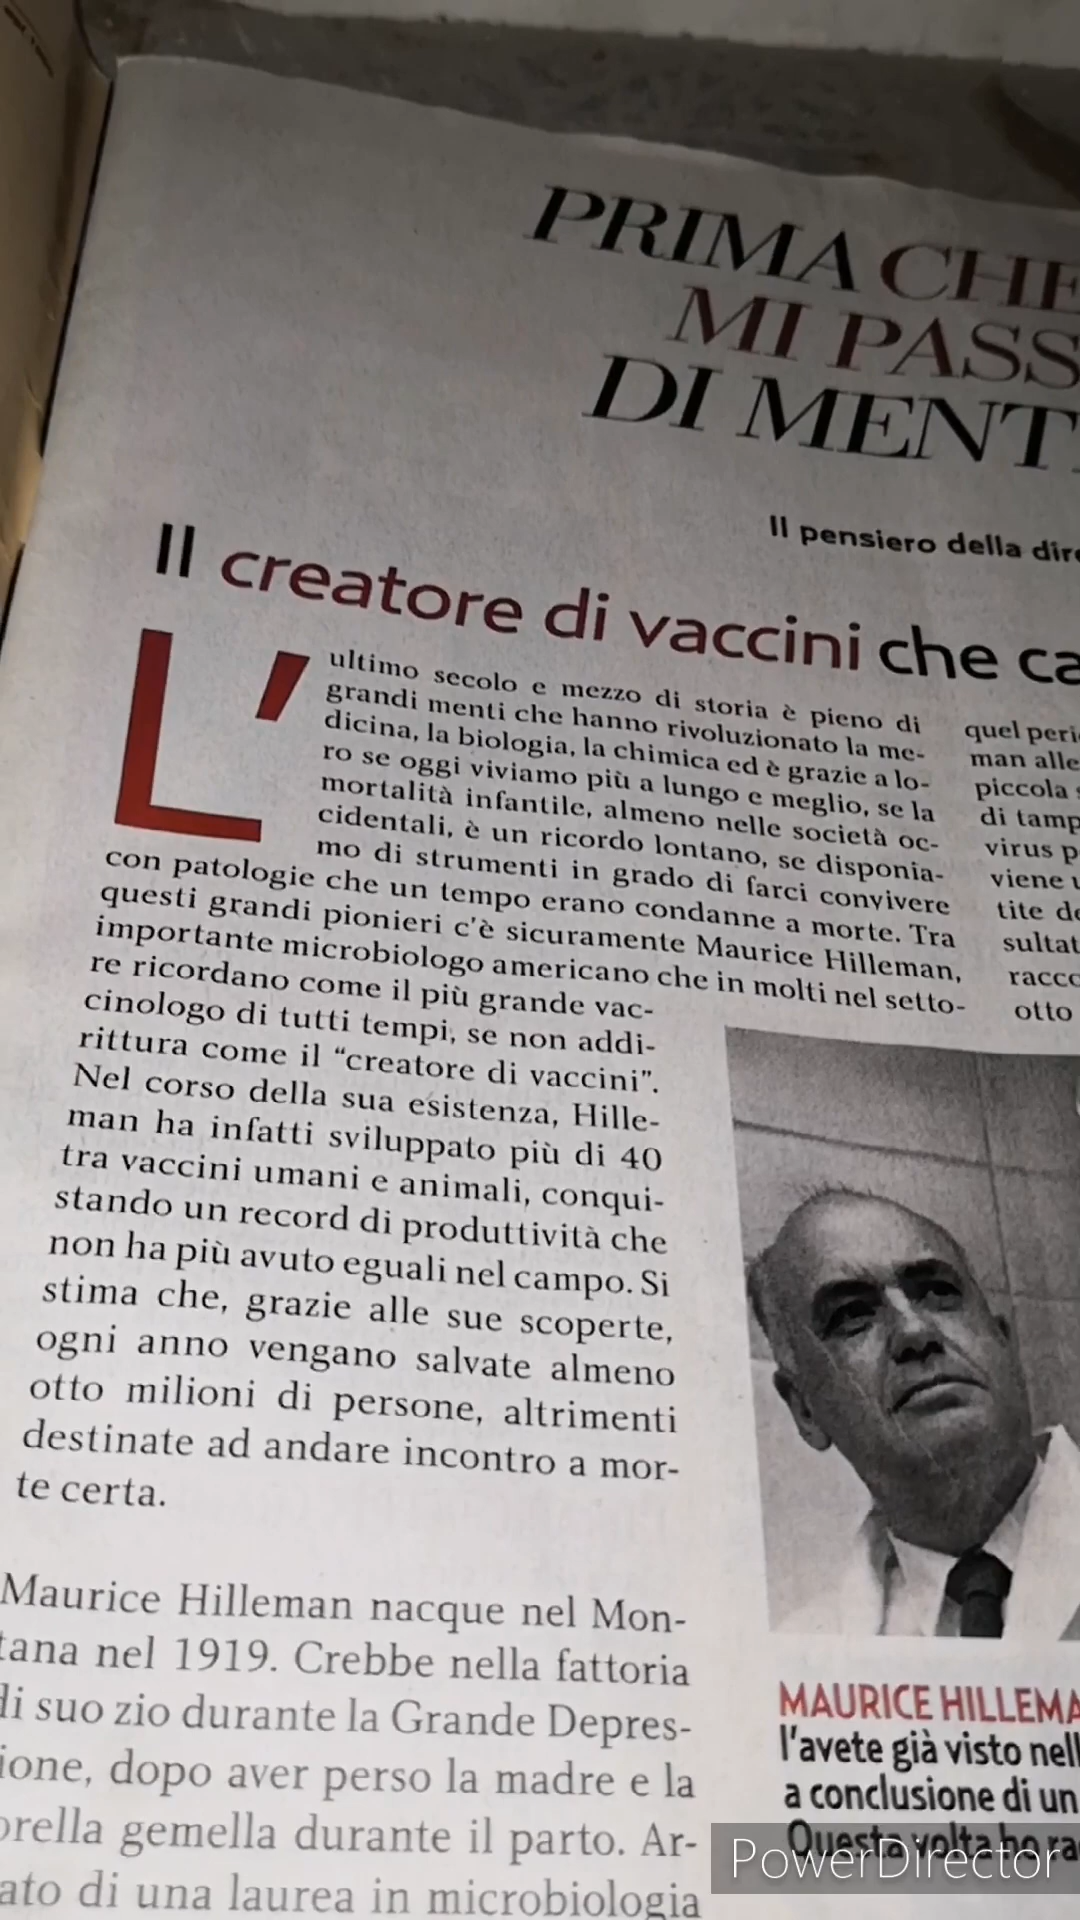 PRIMA CHE
MI PASS
DI MENT
Il pensiero della dire
Il creatore di vaccini che ca
L'ultimo secolo e mezzo di storia è pieno di
grandi menti che hanno rivoluzionato la me-
dicina, la biologia, la chimica ed è grazie a lo-
ro se oggi viviamo più a lungo e meglio, se la
mortalità infantile, almeno nelle società oc-
cidentali, è un ricordo lontano, se disponia-
mo di strumenti in grado di farci convivere
con patologie che un tempo erano condanne a morte. Tra
questi grandi pionieri c'è sicuramente Maurice Hilleman,
importante microbiologo americano che in molti nel setto-
re ricordano come il più grande vac-
cinologo di tutti tempi, se non addi-
rittura come il “creatore di vaccini”.
Nel corso della sua esistenza, Hille-
man ha infatti sviluppato più di 40
tra vaccini umani e animali, conqui-
stando un record di produttività che
non ha più avuto eguali nel campo. Si
stima che, grazie alle sue scoperte,
ogni anno vengano salvate almeno
otto milioni di persone, altrimenti
destinate ad andare incontro a mor-
te certa.
Maurice Hilleman nacque nel Mon-
tana nel 1919. Crebbe nella fattoria
di suo zio durante la Grande Depres-
ione, dopo aver perso la madre e la
orella gemella durante il parto. Ar-
ato di una laurea in microbiologia
quel peri
man alle
piccola
di tamp
virus p
viene
tite de
sultat
racco
otto
MAURICE HILLEMA
l'avete già visto nell
a conclusione di un
Questa volta ho ra
PowerDirector